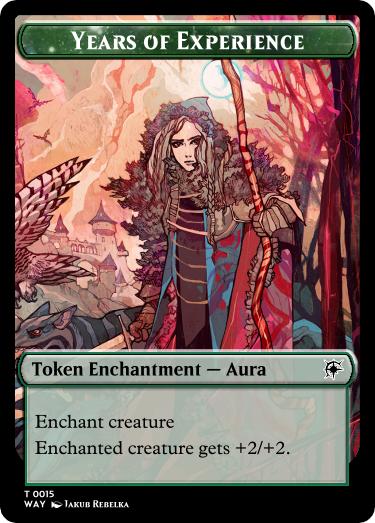 Years of Experience
Token Enchantment — Aura
Enchant creature
Enchanted creature gets +2/+2.
T 0015
WAY Jakub Rebelka